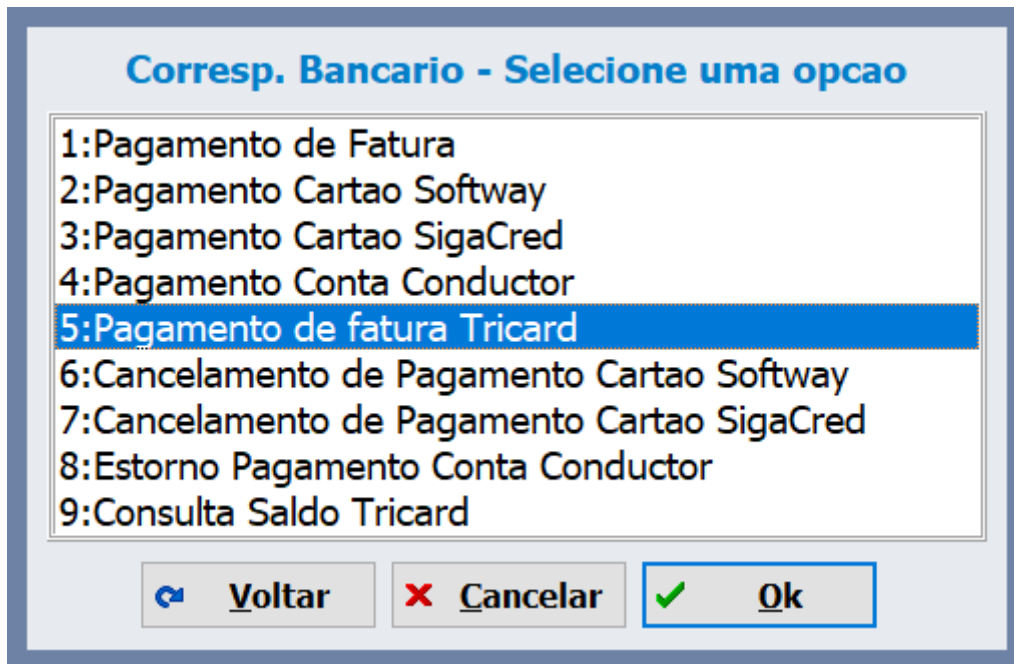 Corresp. Bancario - Selecione uma opcao
1:Pagamento de Fatura
2:Pagamento Cartao Softway
3:Pagamento Cartao SigaCred
4:Pagamento Conta Conductor
5:Pagamento de fatura Tricard
6:Cancelamento de Pagamento Cartao Softway
7:Cancelamento de Pagamento Cartao SigaCred
8:Estorno Pagamento Conta Conductor
9:Consulta Saldo Tricard
Voltar Cancelar Ok